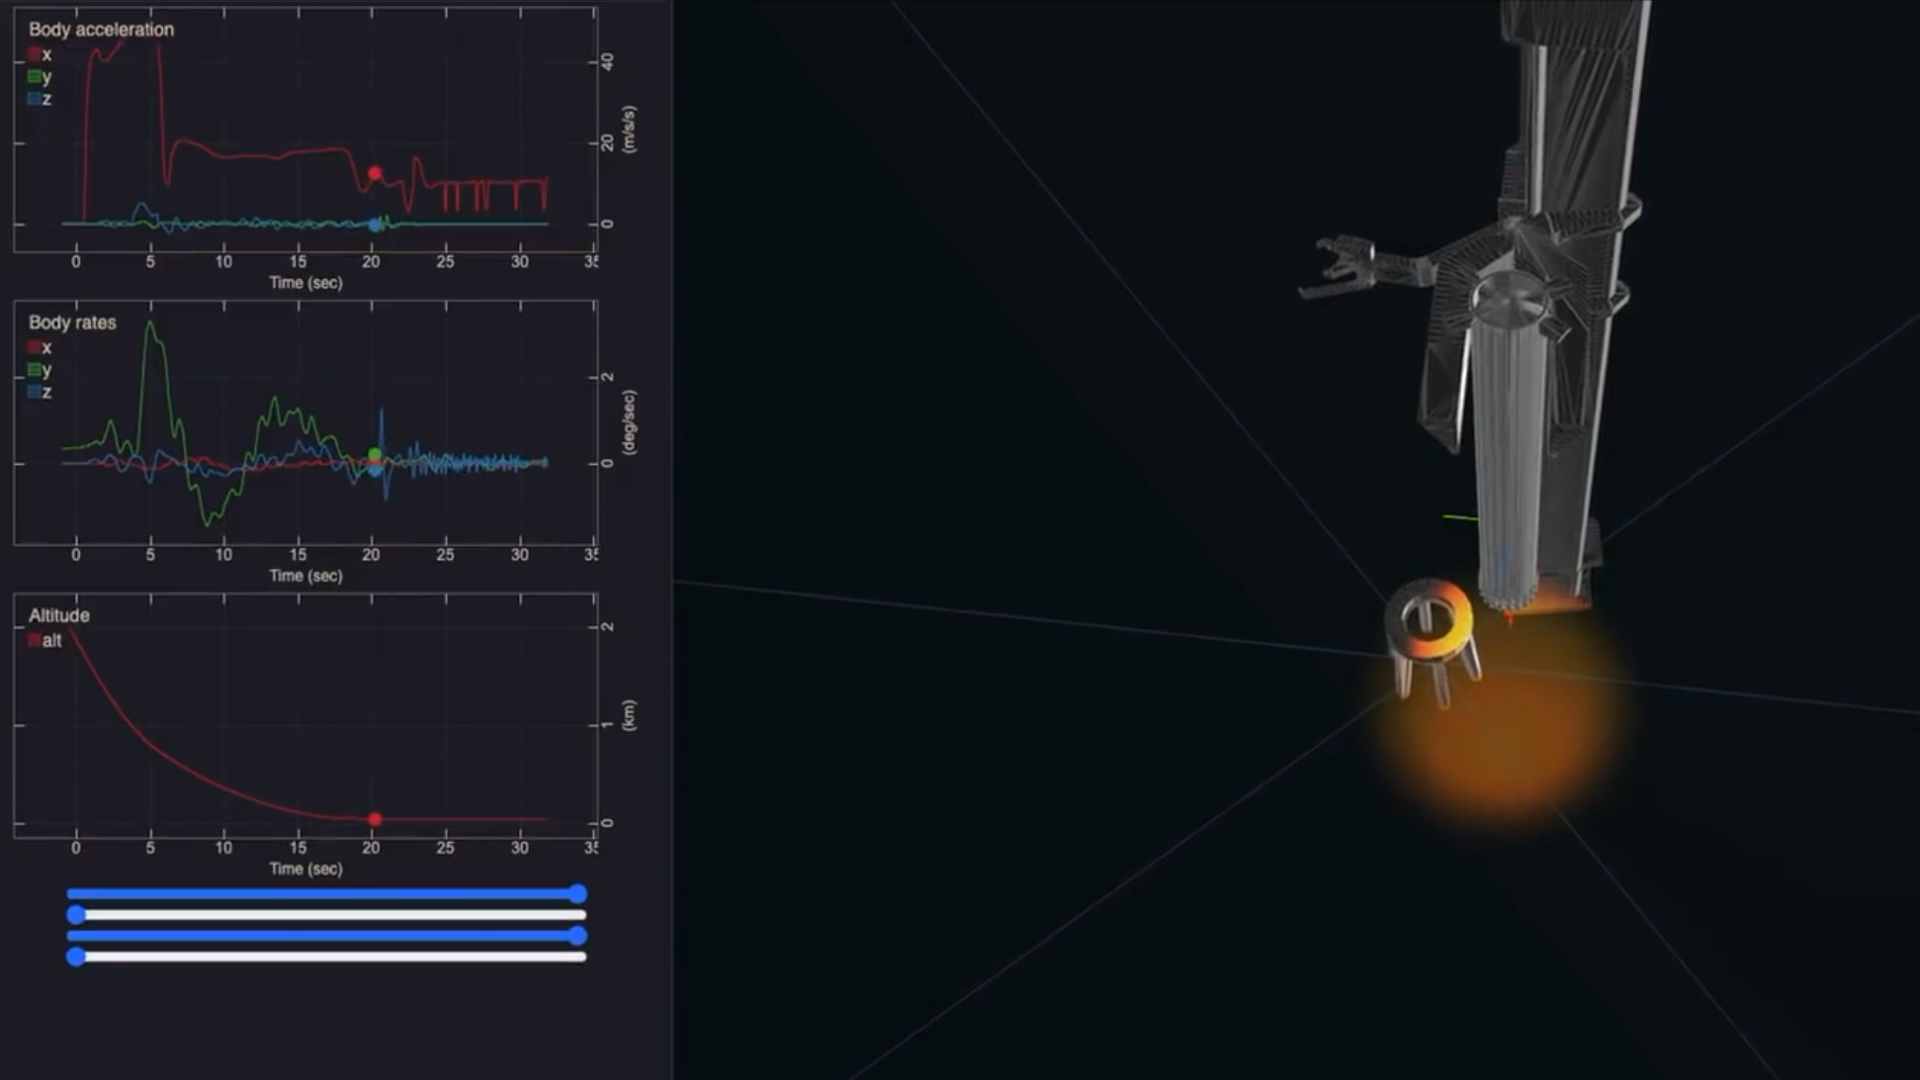 Body acceleration
x
y
z
40
20
0
(m/s/s)
0 5 10 15 20 25 30 35
Time (sec)
Body rates
x
y
z
2
0
(deg/sec)
0 5 10 15 20 25 30 35
Time (sec)
Altitude
alt
2
1
0
(km)
0 5 10 15 20 25 30 35
Time (sec)